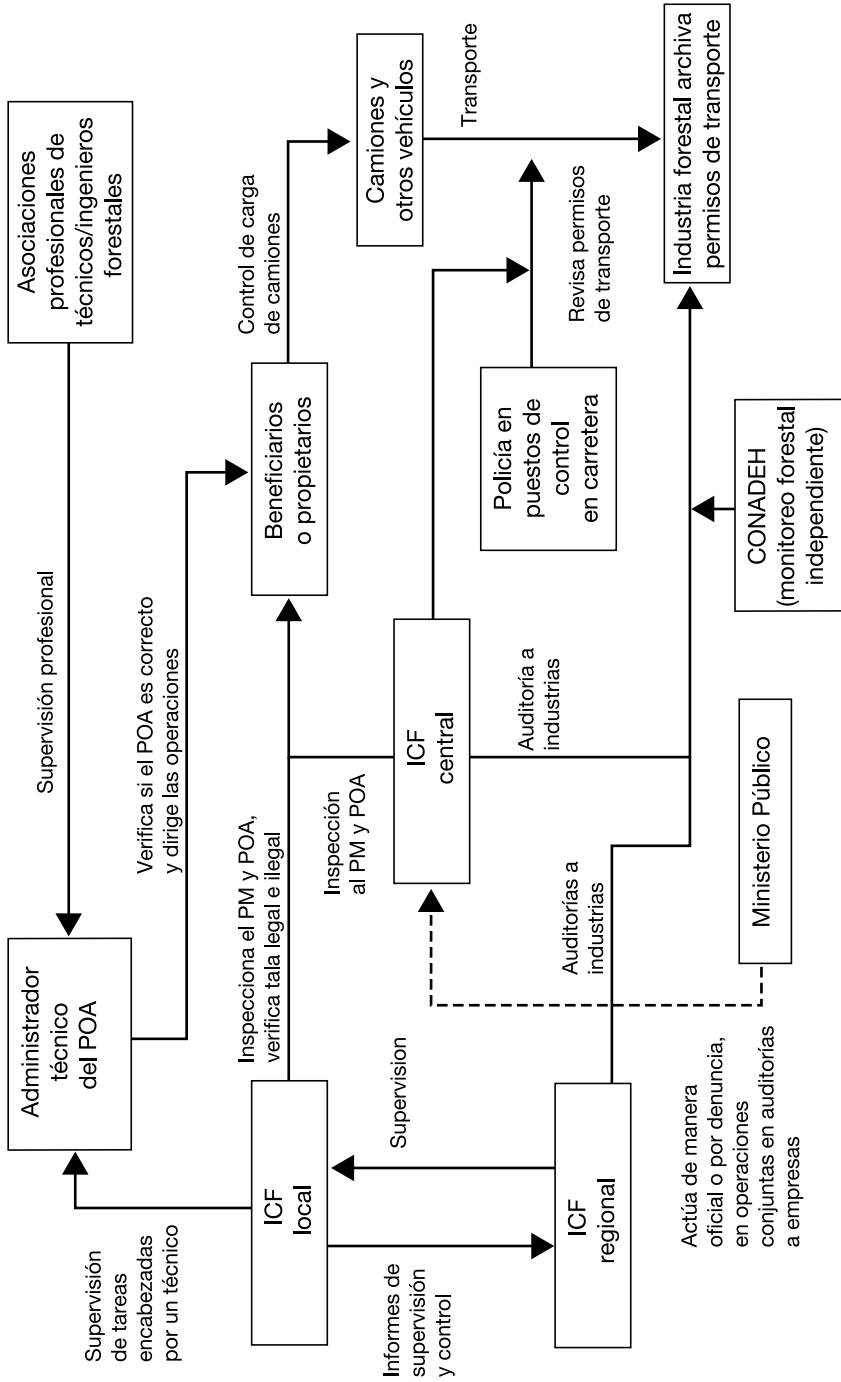 Asociaciones
profesionales de
técnicos/ingenieros
forestales
Supervisión profesional
Administrador
técnico
del POA
Supervisión
de tareas
encabezadas
por un técnico
Verifica si el POA es correcto
y dirige las operaciones
Control de carga
de camiones
Beneficiarios
o propietarios
Camiones y
otros vehículos
Transporte
Inspecciona el PM y POA,
verifica tala legal e ilegal
ICF
local
Inspección
al PM y POA
ICF
central
Revisa permisos
de transporte
Policía en
puestos de
control
en carretera
Industria forestal archiva
permisos de transporte
Supervision
Informes de
supervisión
y control
Auditoría a
industrias
ICF
regional
Auditorías a
industrias
CONADEH
(monitoreo forestal
independiente)
Ministerio Público
Actúa de manera
oficial o por denuncia,
en operaciones
conjuntas en auditorías
a empresas